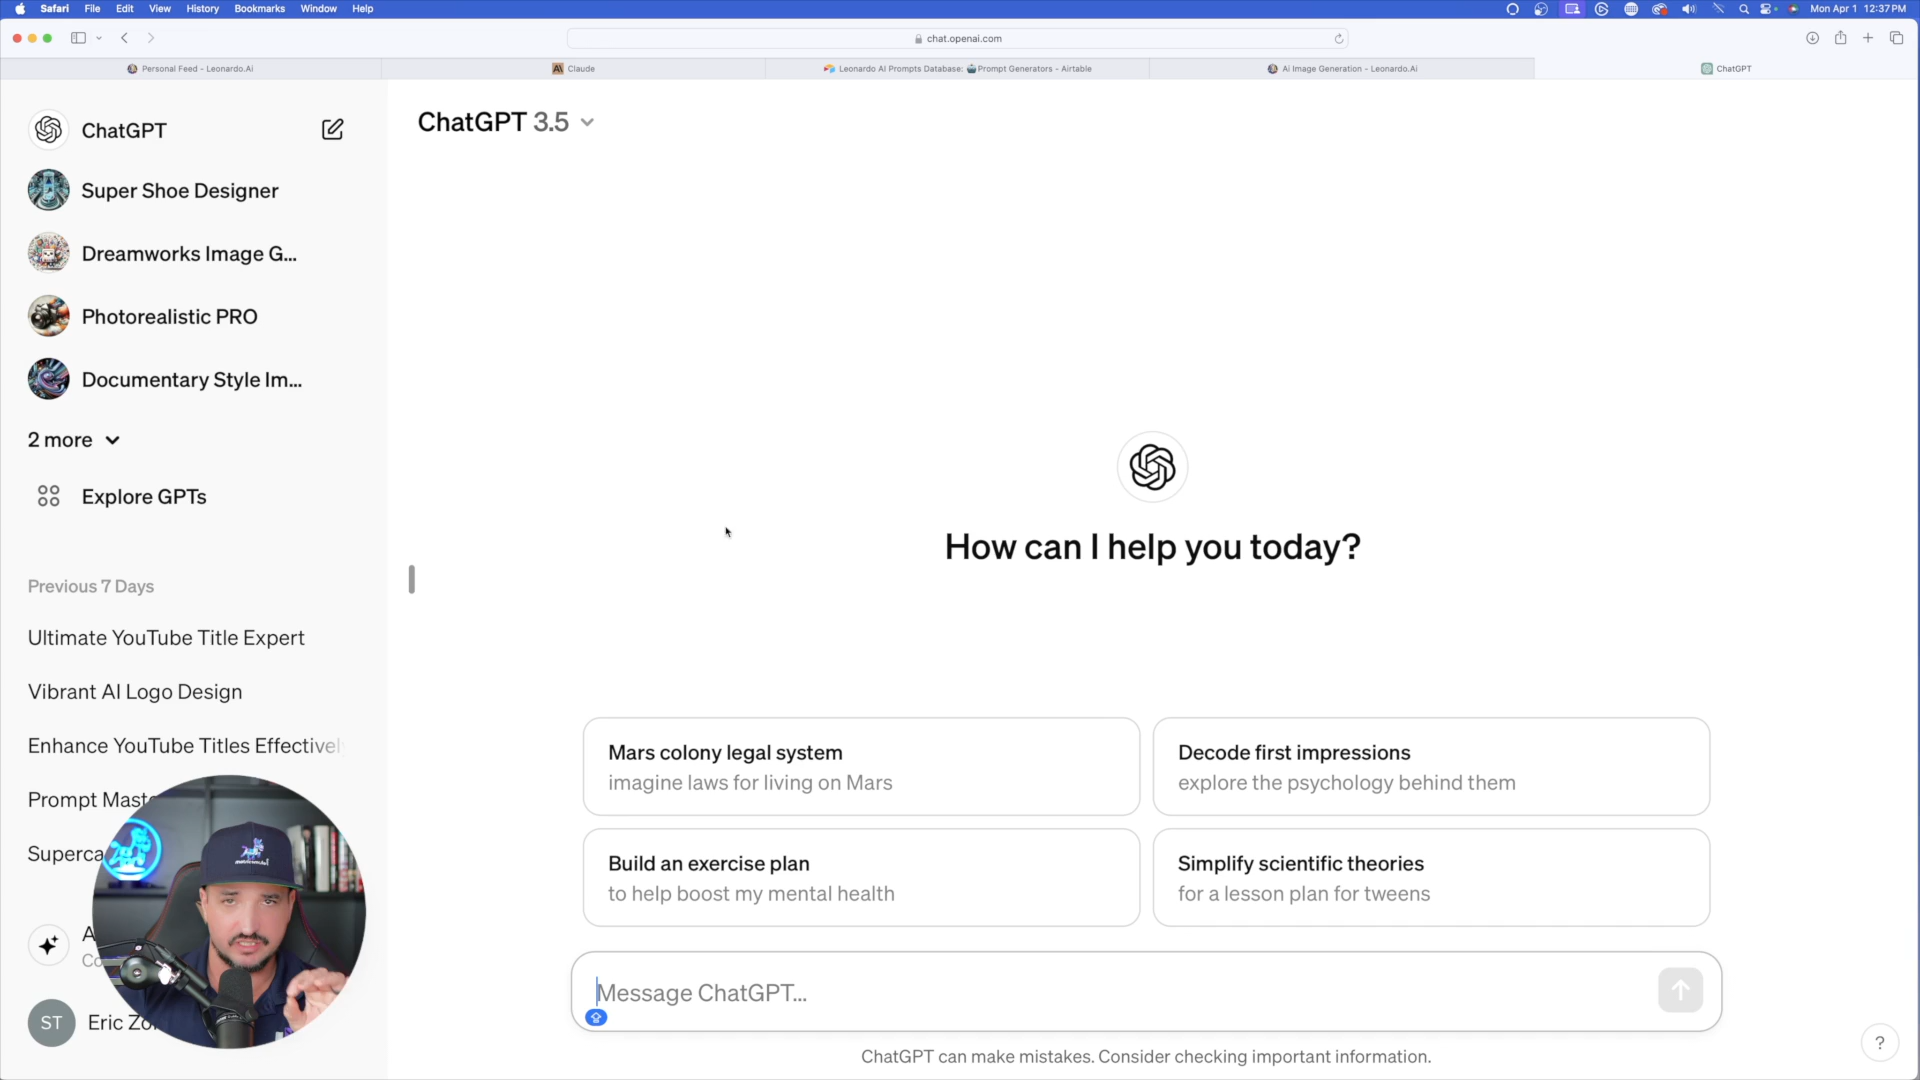 Safari File Edit View History Bookmarks Window Help
Mon Apr 1 12:37 PM
chat.openai.com
Personal Feed - Leonardo.Ai
Claude
Leonardo AI Prompts Database: Prompt Generators - Airtable
Ai Image Generation - Leonardo.Ai
ChatGPT
ChatGPT
Super Shoe Designer
Dreamworks Image G...
Photorealistic PRO
Documentary Style Im...
2 more
Explore GPTs
Previous 7 Days
Ultimate YouTube Title Expert
Vibrant AI Logo Design
Enhance YouTube Titles Effectivel
Prompt Mast
Superca
A
Co
ST Eric Zo
ChatGPT 3.5
How can I help you today?
Mars colony legal system
imagine laws for living on Mars
Decode first impressions
explore the psychology behind them
Build an exercise plan
to help boost my mental health
Simplify scientific theories
for a lesson plan for tweens
Message ChatGPT...
ChatGPT can make mistakes. Consider checking important information.
?